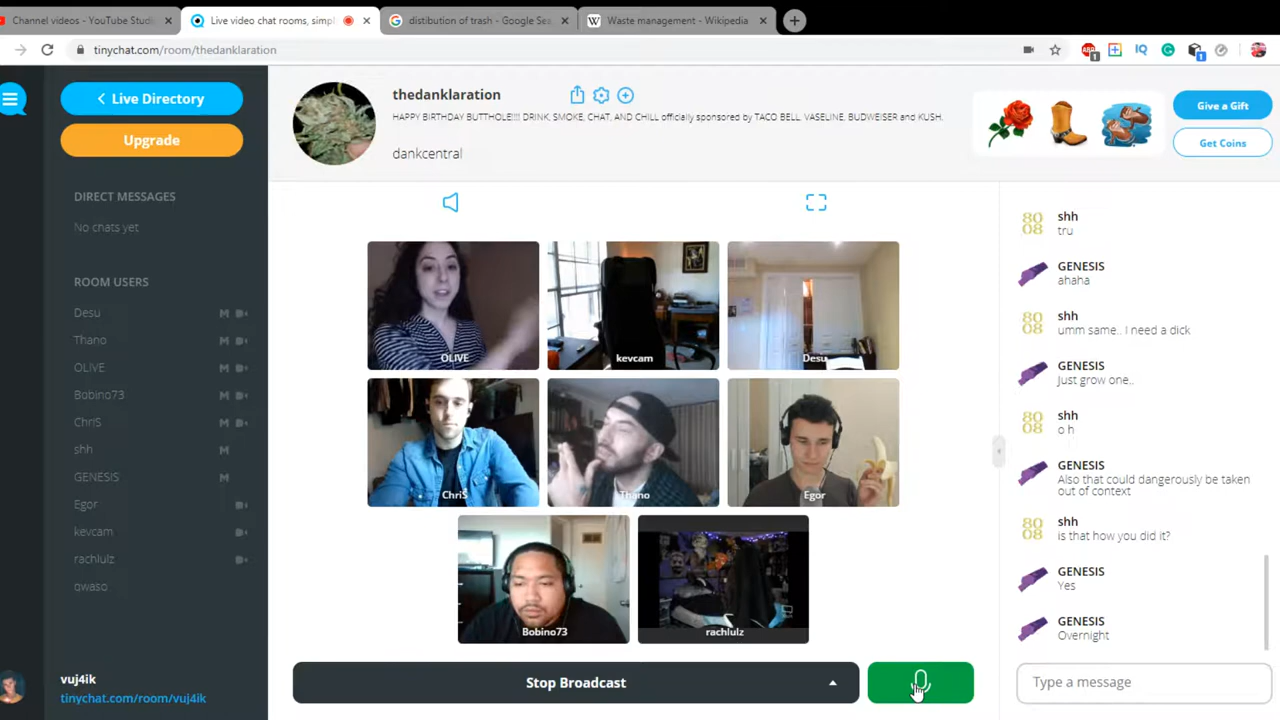 Channel videos - YouTube Studi
Live video chat rooms, simpl
distibution of trash - Google Sea
Waste management - Wikipedia
tinychat.com/room/thedanklaration
Live Directory
Upgrade
DIRECT MESSAGES
No chats yet
ROOM USERS
Desu M
Thano M
OLIVE M
Bobino73 M
ChriS M
shh M
GENESIS M
Egor
kevcam
rachlulz
qwaso
vuj4ik
tinychat.com/room/vuj4ik
thedanklaration
HAPPY BIRTHDAY BUTTHOLE!!!! DRINK, SMOKE, CHAT, AND CHILL officially sponsored by TACO BELL, VASELINE, BUDWEISER and KUSH.
dankcentral
Give a Gift
Get Coins
OLIVE
kevcam
Desu
ChriS
Thano
Egor
Bobino73
rachlulz
Stop Broadcast
shh
tru
GENESIS
ahaha
shh
umm same.. I need a dick
GENESIS
Just grow one..
shh
o h
GENESIS
Also that could dangerously be taken
out of context
shh
is that how you did it?
GENESIS
Yes
GENESIS
Overnight
Type a message